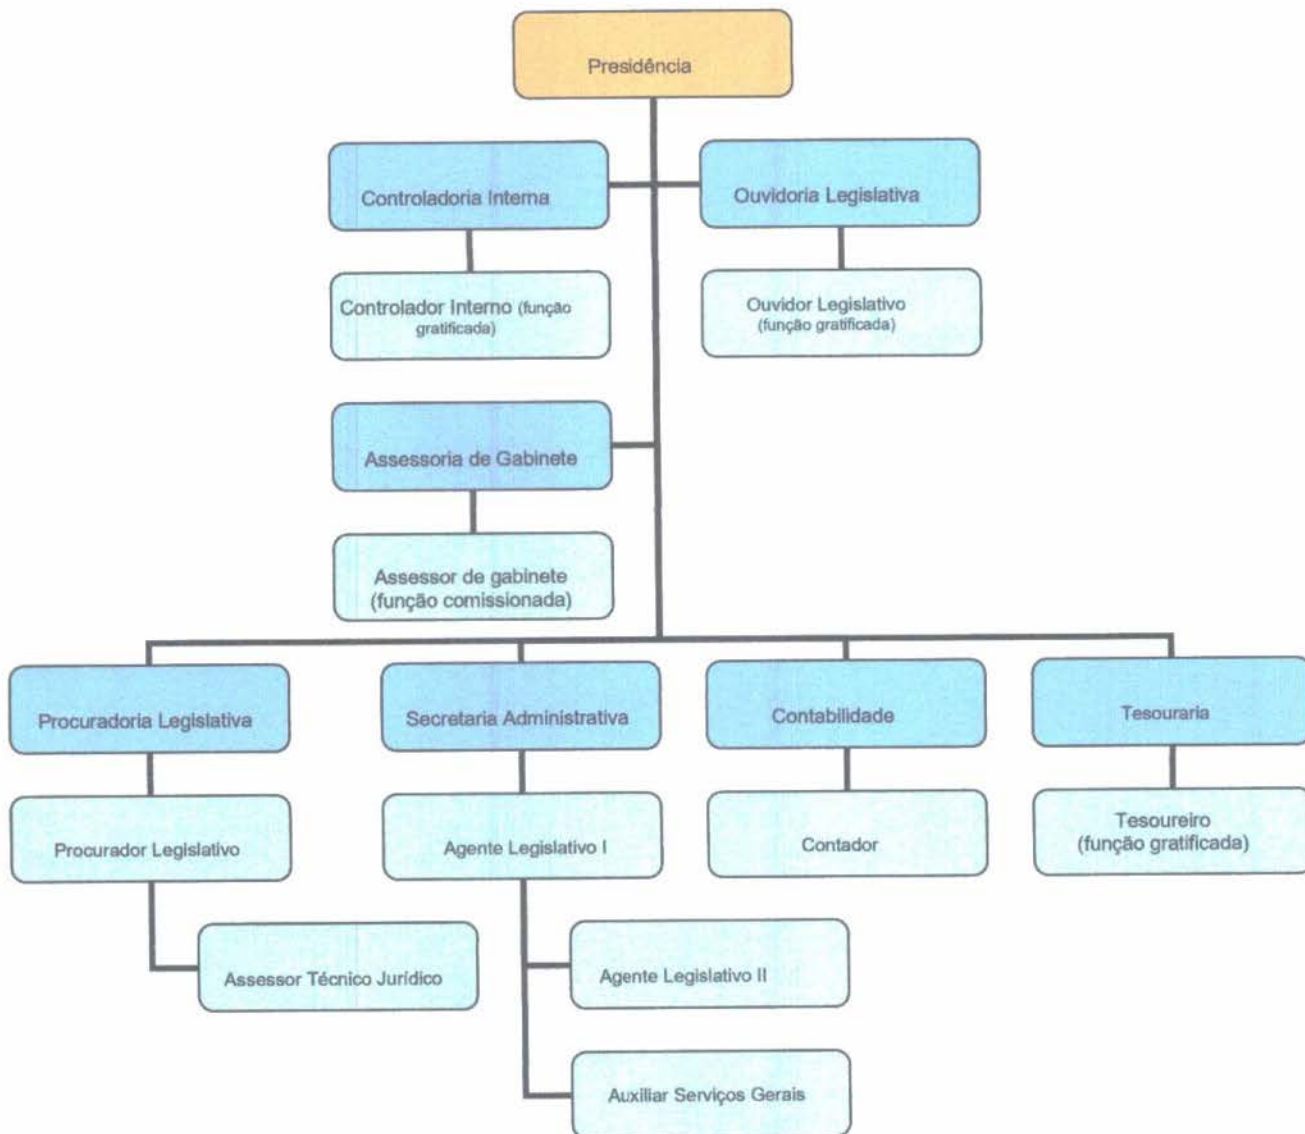 Presidência
Controladoria Interna
Ouvidoria Legislativa
Controlador Interno (função
gratificada)
Ouvidor Legislativo
(função gratificada)
Assessoria de Gabinete
Assessor de gabinete
(função comissionada)
Procuradoria Legislativa
Secretaria Administrativa
Contabilidade
Tesouraria
Procurador Legislativo
Agente Legislativo I
Contador
Tesoureiro
(função gratificada)
Assessor Técnico Jurídico
Agente Legislativo II
Auxiliar Serviços Gerais